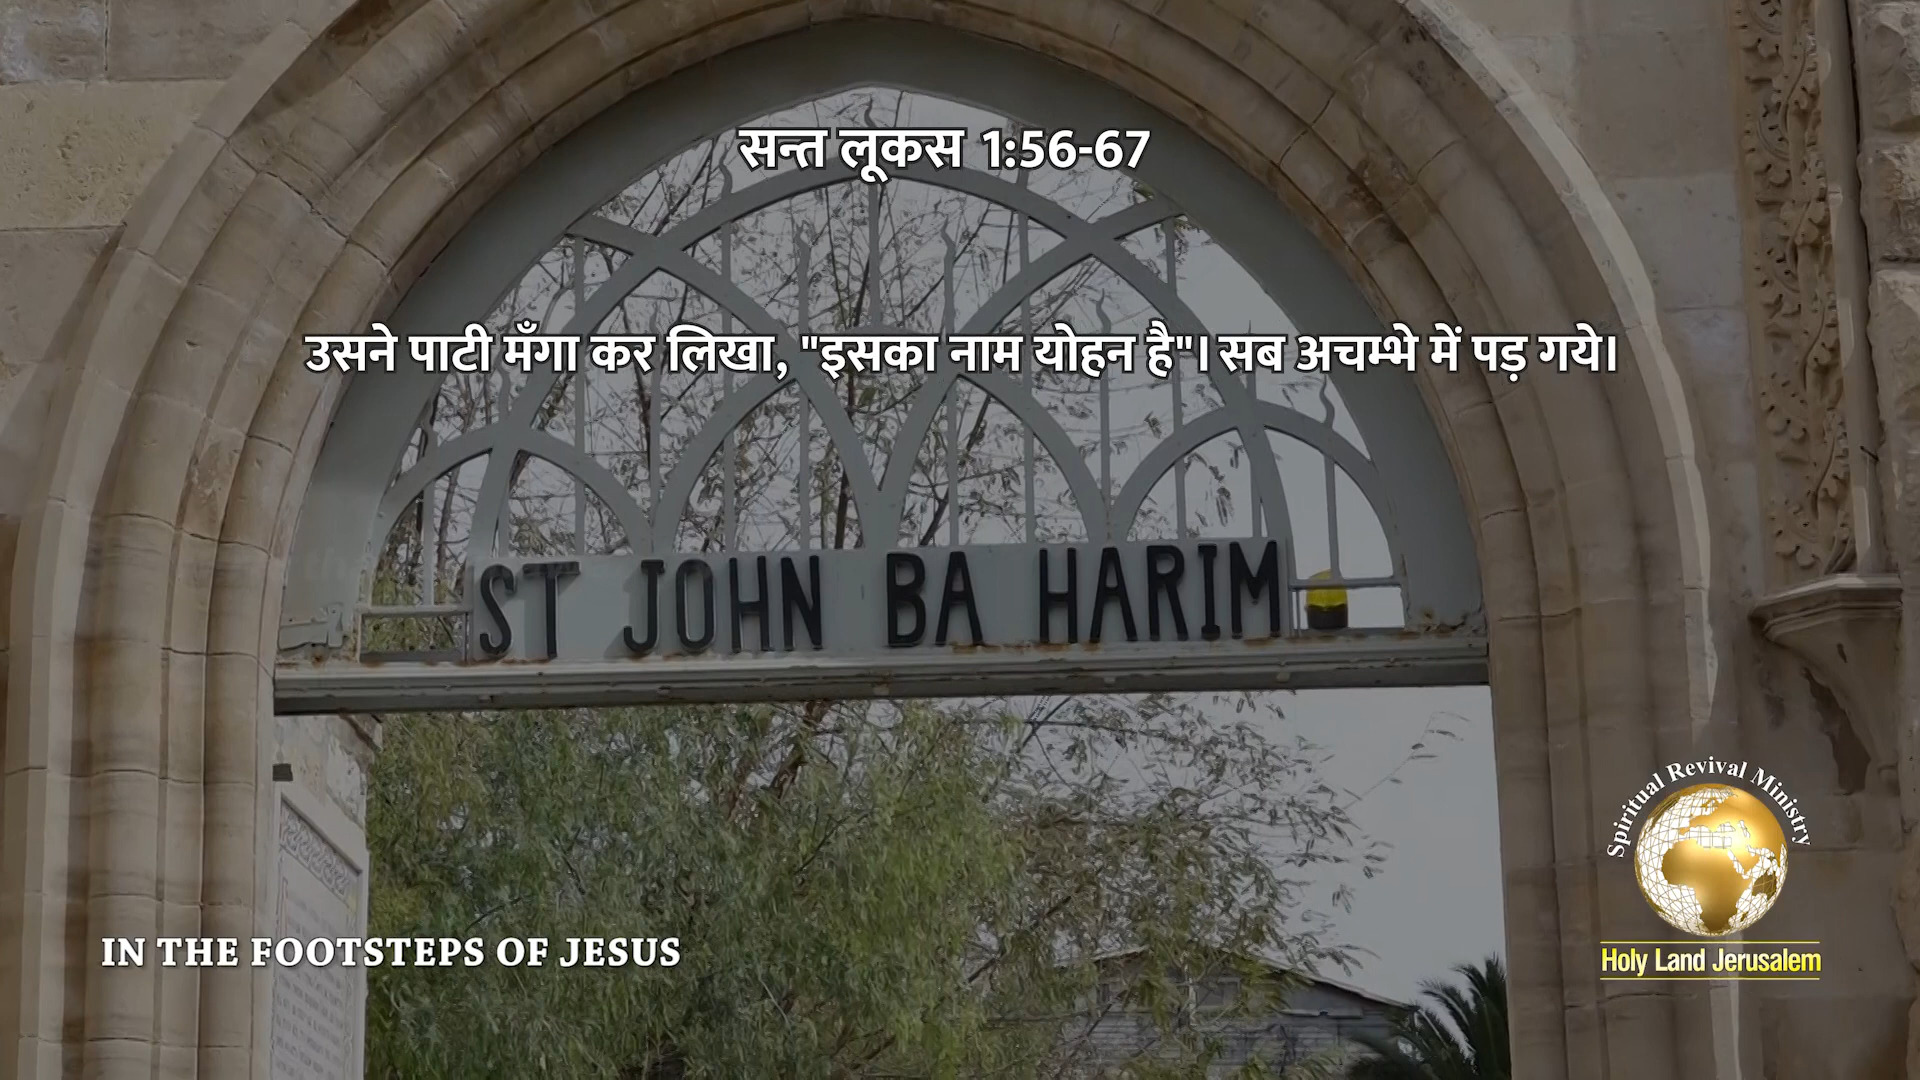 सन्त लूकस 1:56-67
उसने पाटी मँगा कर लिखा, "इसका नाम योहन है"। सब अचम्भे में पड़ गये।
ST JOHN BA HARIM
Spiritual Revival Ministry
IN THE FOOTSTEPS OF JESUS
Holy Land Jerusalem